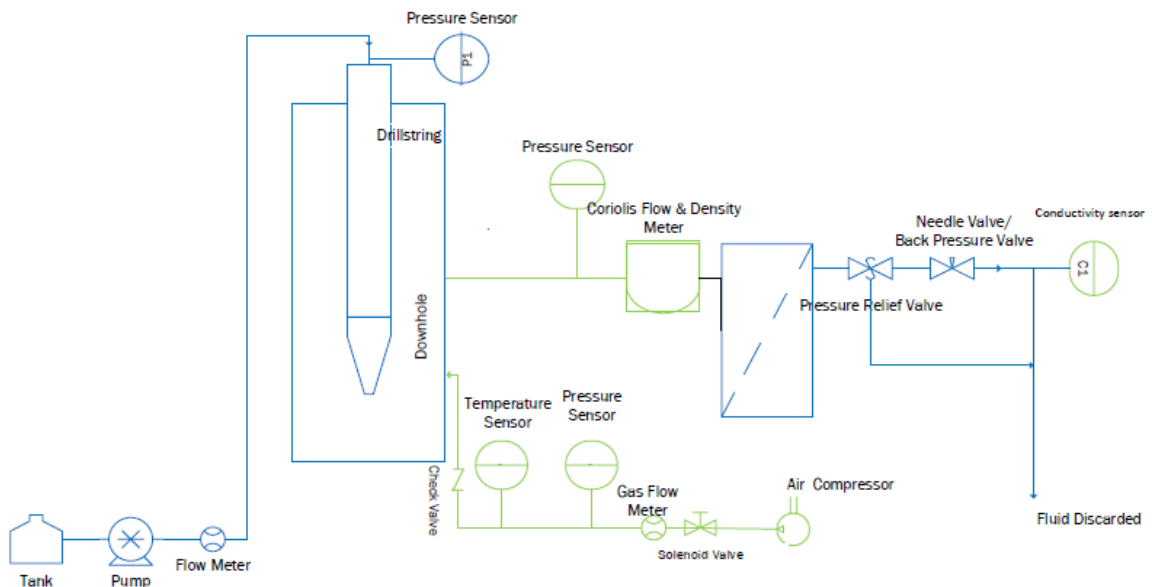 Pressure Sensor
P1
Drillstring
Pressure Sensor
Coriolis Flow & Density
Meter
Needle Valve/
Back Pressure Valve
Conductivity sensor
C1
Pressure Relief Valve
Downhole
Temperature
Sensor
Pressure
Sensor
Check Valve
Gas Flow
Meter
Air Compressor
Solenoid Valve
Fluid Discarded
Flow Meter
Tank
Pump